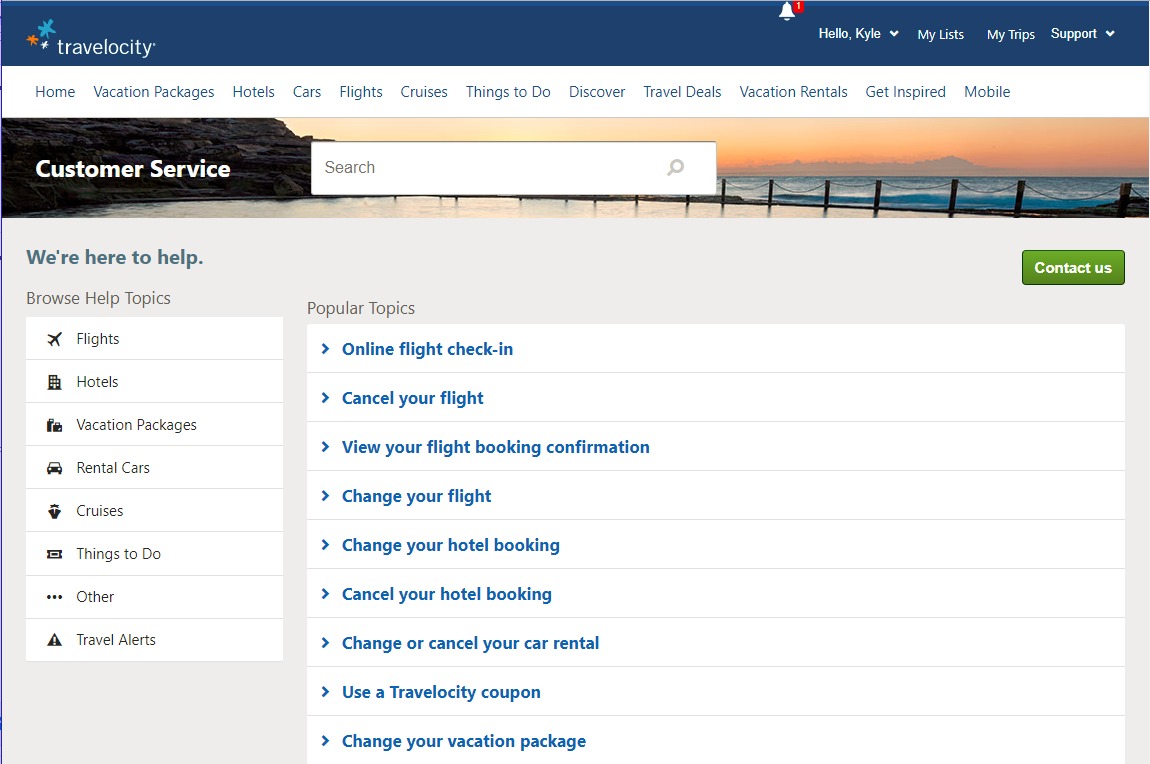 1
travelocity
Hello, Kyle
My Lists
My Trips
Support
Home Vacation Packages Hotels Cars Flights Cruises Things to Do Discover Travel Deals Vacation Rentals Get Inspired Mobile
Customer Service
Search
We're here to help.
Contact us
Browse Help Topics
Flights
Hotels
Vacation Packages
Rental Cars
Cruises
Things to Do
Other
Travel Alerts
Popular Topics
Online flight check-in
Cancel your flight
View your flight booking confirmation
Change your flight
Change your hotel booking
Cancel your hotel booking
Change or cancel your car rental
Use a Travelocity coupon
Change your vacation package